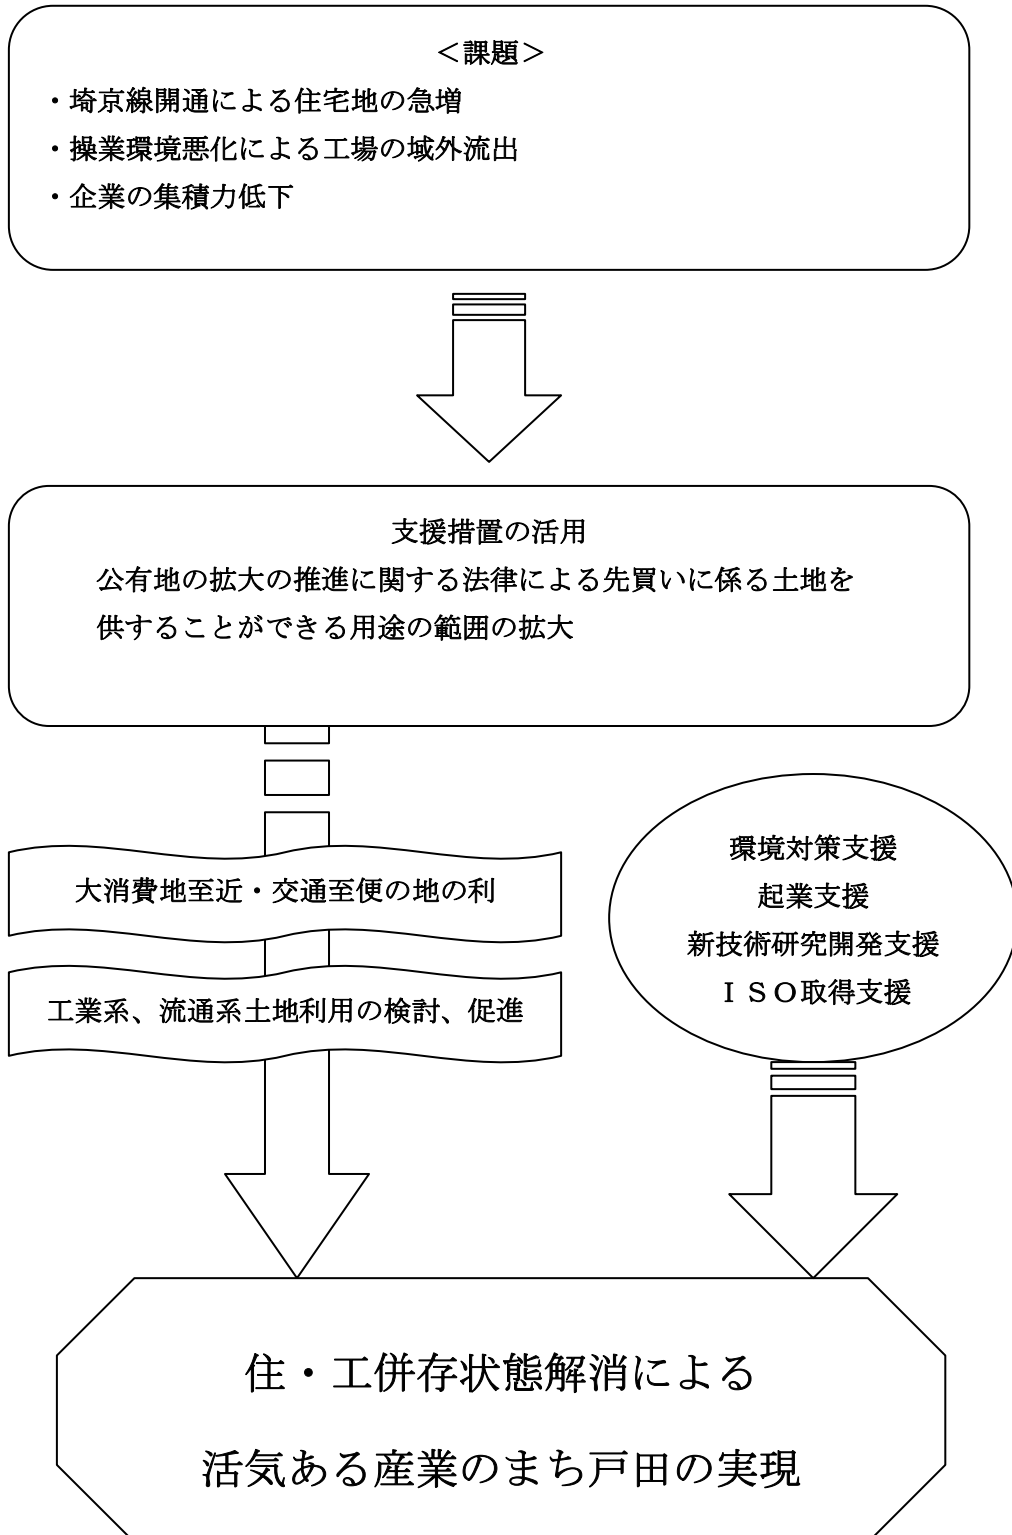 ＜課題＞
・埼京線開通による住宅地の急増
・操業環境悪化による工場の域外流出
・企業の集積力低下
支援措置の活用
公有地の拡大の推進に関する法律による先買いに係る土地を
供することができる用途の範囲の拡大
大消費地至近・交通至便の地の利
工業系、流通系土地利用の検討、促進
環境対策支援
起業支援
新技術研究開発支援
ＩＳＯ取得支援
住・工併存状態解消による
活気ある産業のまち戸田の実現